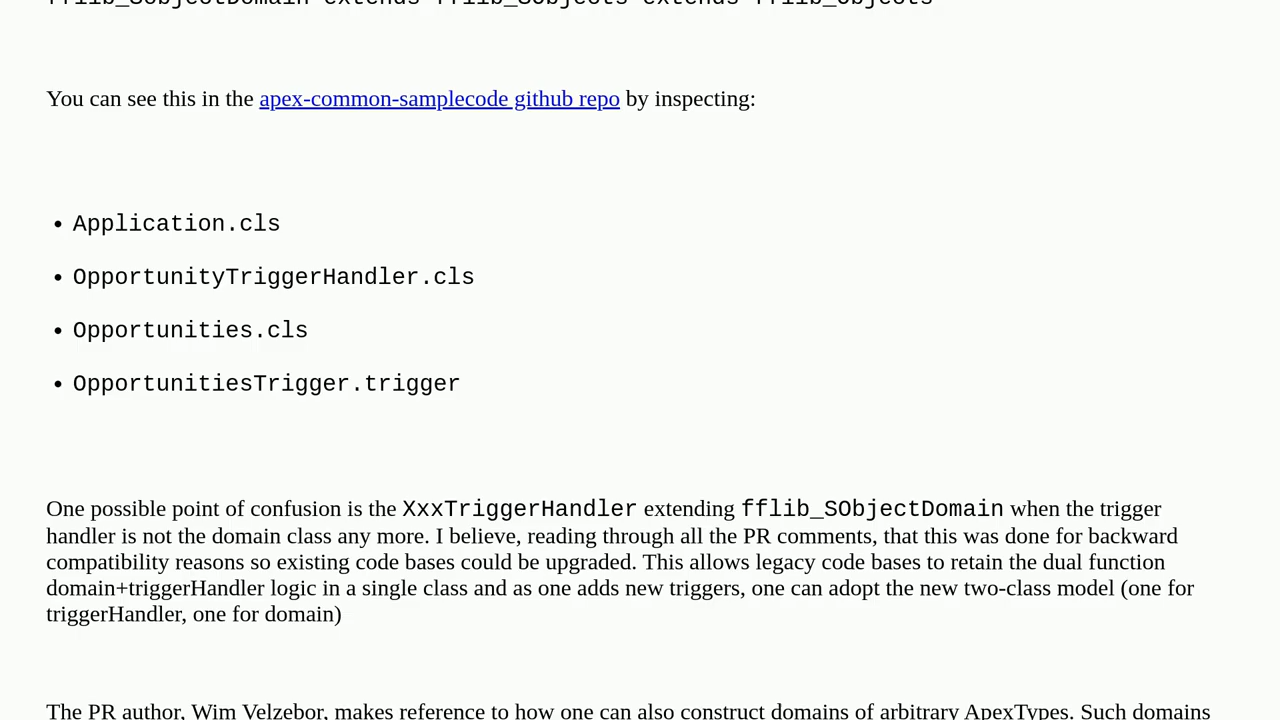 fflib_SObjectDomain extends fflib_SObjects extends fflib_Objects
You can see this in the apex-common-samplecode github repo by inspecting:
• Application.cls
• OpportunityTriggerHandler.cls
• Opportunities.cls
• OpportunitiesTrigger.trigger
One possible point of confusion is the XxxTriggerHandler extending fflib_SObjectDomain when the trigger
handler is not the domain class any more. I believe, reading through all the PR comments, that this was done for backward
compatibility reasons so existing code bases could be upgraded. This allows legacy code bases to retain the dual function
domain+triggerHandler logic in a single class and as one adds new triggers, one can adopt the new two-class model (one for
triggerHandler, one for domain)
The PR author, Wim Velzebor, makes reference to how one can also construct domains of arbitrary ApexTypes. Such domains